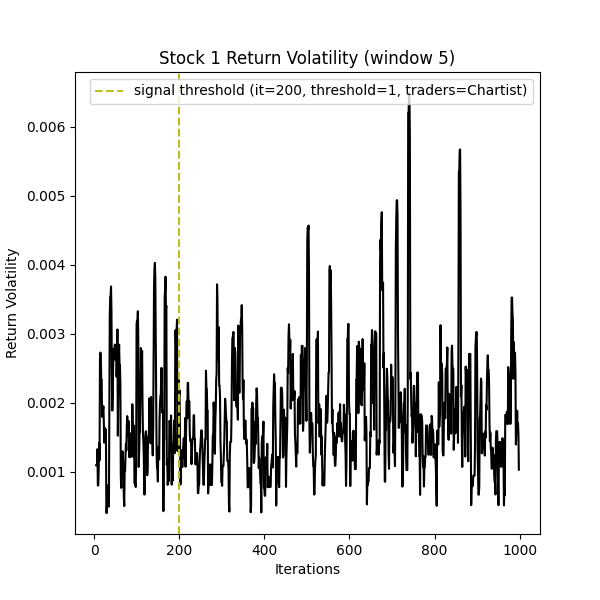 Stock 1 Return Volatility (window 5)
signal threshold (it=200, threshold=1, traders=Chartist)
0.006
0.005
0.004
0.003
0.002
0.001
Return Volatility
0 200 400 600 800 1000
Iterations